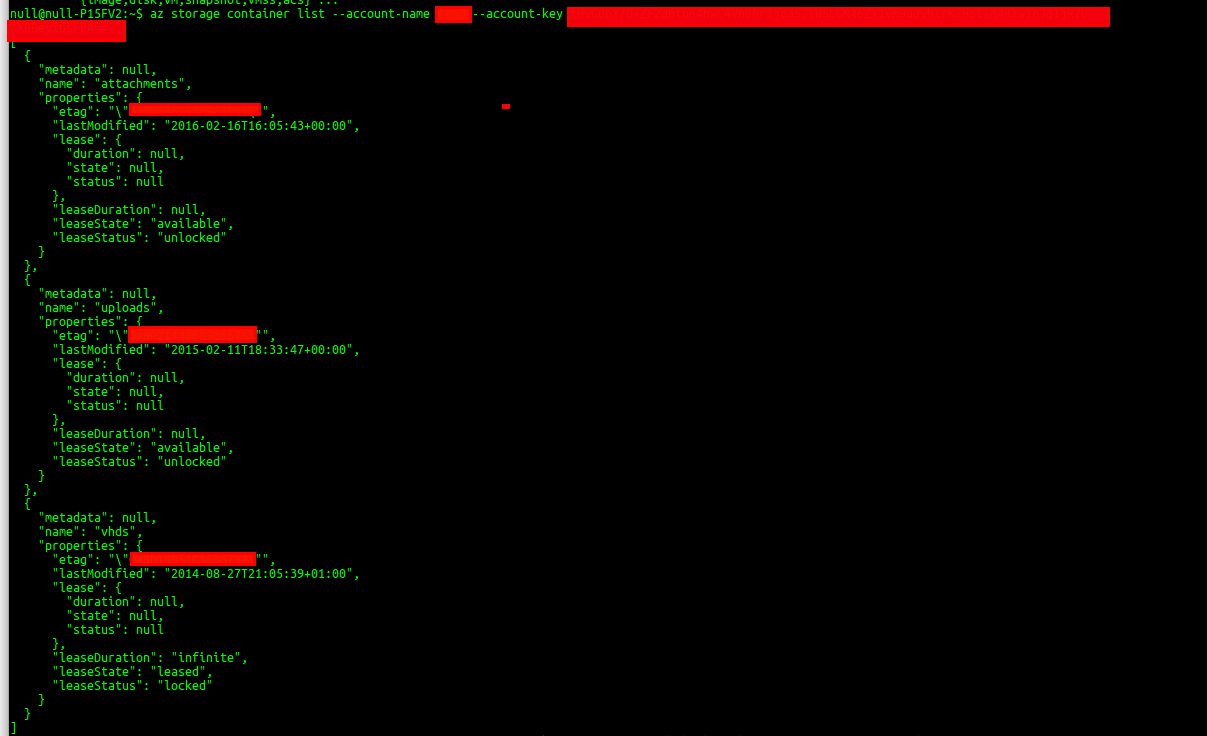 {image,disk,vm,snapshot,vmss,acs} ...
null@null-P15FV2:~$ az storage container list --account-name --account-key
[
{
"metadata": null,
"name": "attachments",
"properties": {
"etag": "\" ",
"lastModified": "2016-02-16T16:05:43+00:00",
"lease": {
"duration": null,
"state": null,
"status": null
},
"leaseDuration": null,
"leaseState": "available",
"leaseStatus": "unlocked"
}
},
{
"metadata": null,
"name": "uploads",
"properties": {
"etag": "\" "",
"lastModified": "2015-02-11T18:33:47+00:00",
"lease": {
"duration": null,
"state": null,
"status": null
},
"leaseDuration": null,
"leaseState": "available",
"leaseStatus": "unlocked"
}
},
{
"metadata": null,
"name": "vhds",
"properties": {
"etag": "\" "",
"lastModified": "2014-08-27T21:05:39+01:00",
"lease": {
"duration": null,
"state": null,
"status": null
},
"leaseDuration": "infinite",
"leaseState": "leased",
"leaseStatus": "locked"
}
}
]